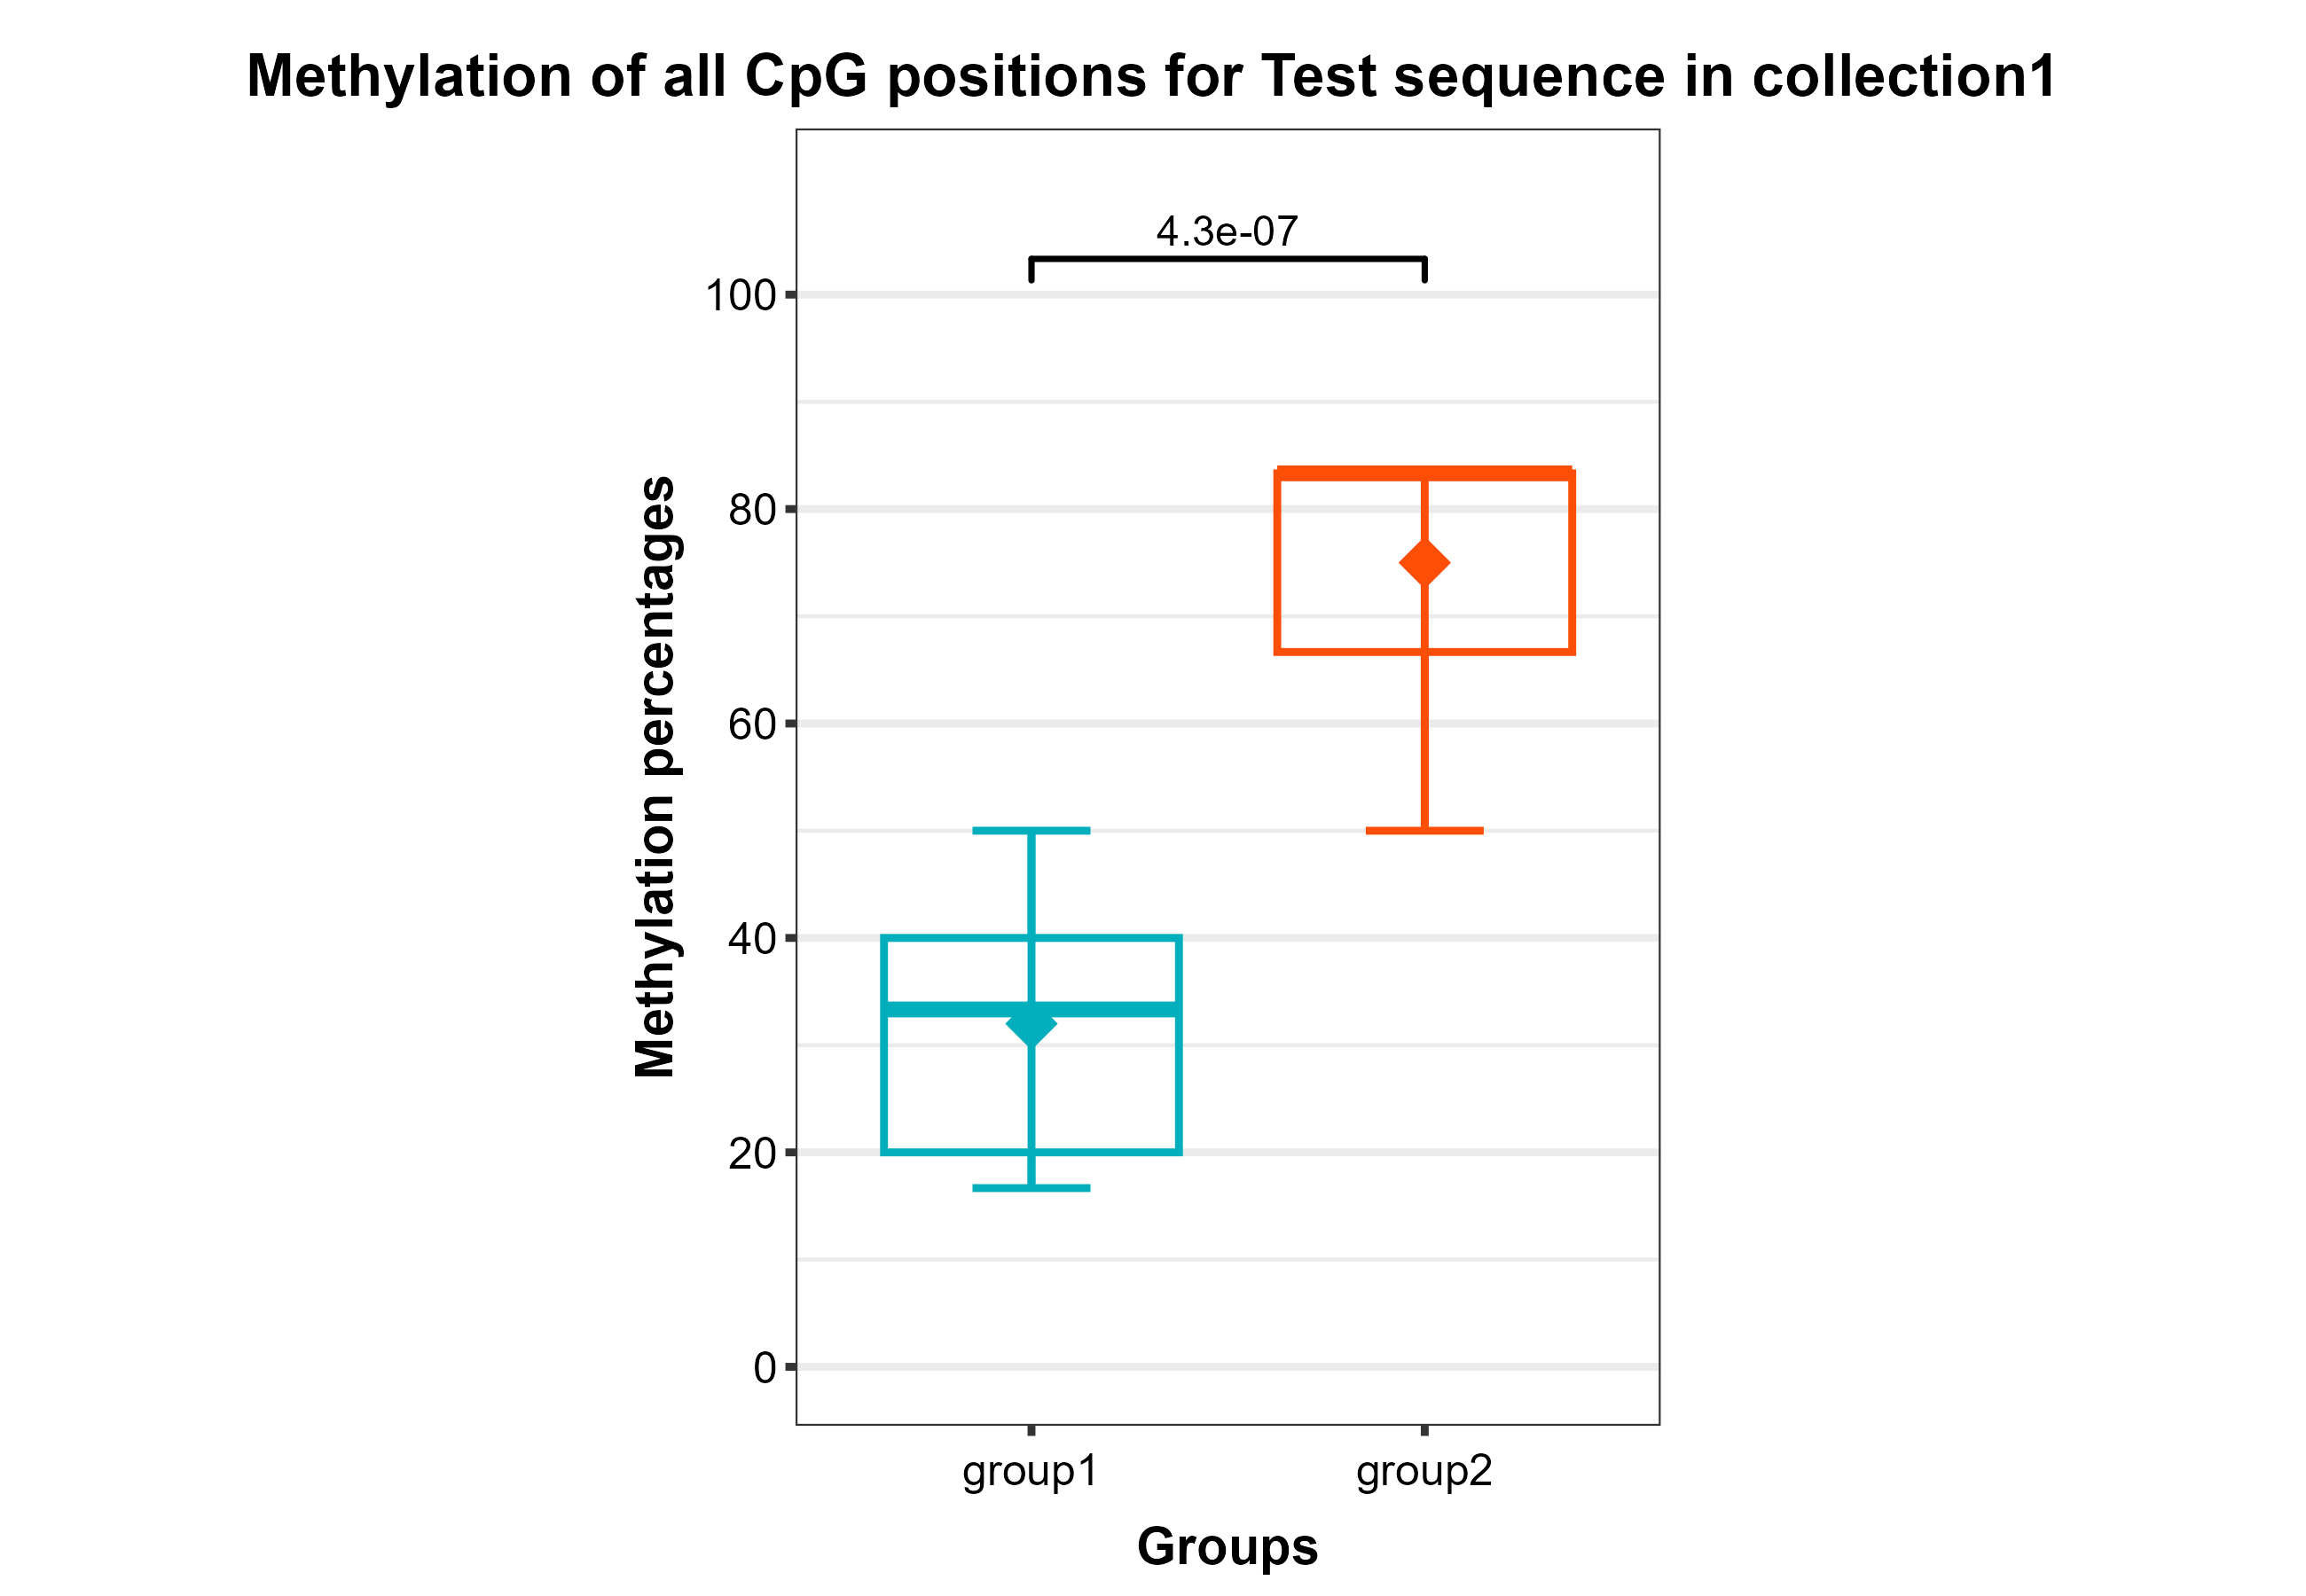 Methylation of all CpG positions for Test sequence in collection1
4.3e-07
100
80
60
40
20
0
Methylation percentages
group1 group2
Groups